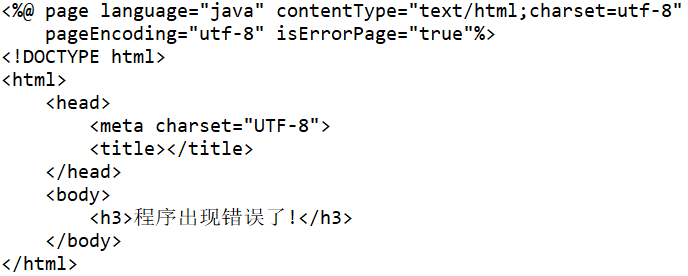 <%@ page language="java" contentType="text/html;charset=utf-8"
    pageEncoding="utf-8" isErrorPage="true"%>
<!DOCTYPE html>
<html>
    <head>
        <meta charset="UTF-8">
        <title></title>
    </head>
    <body>
        <h3>程序出现错误了!</h3>
    </body>
</html>